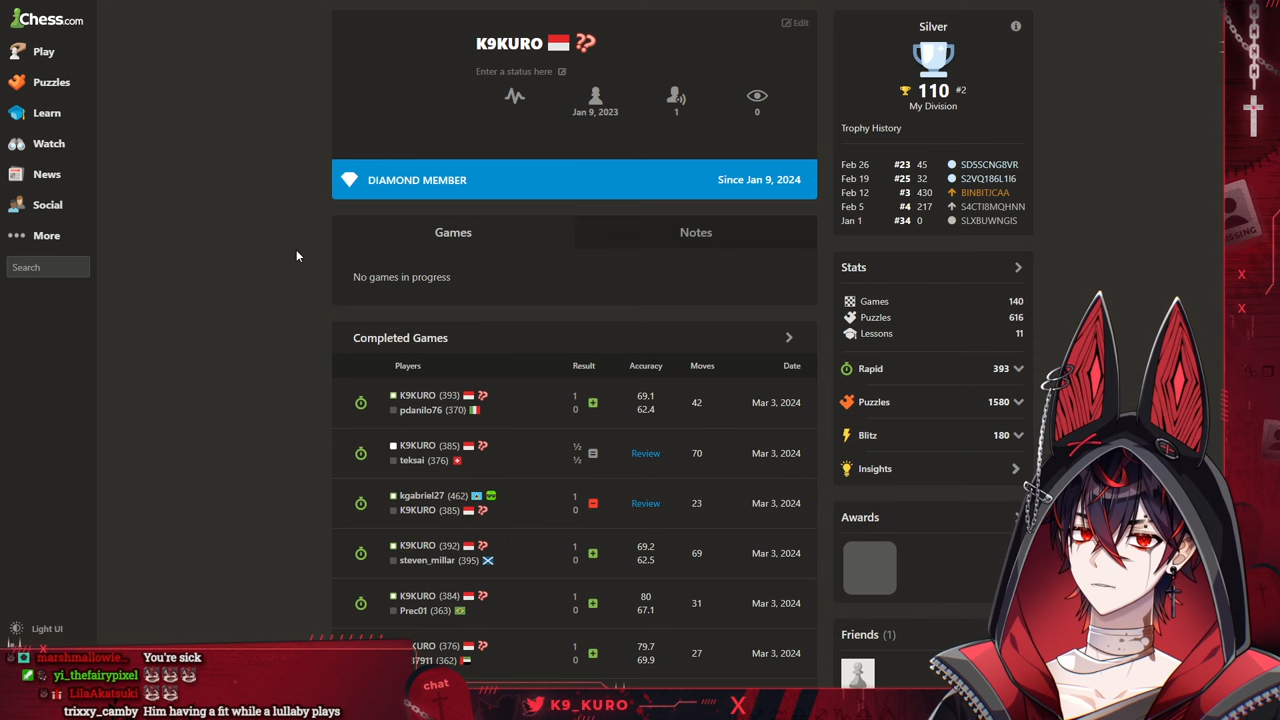 Chess.com
Play
Puzzles
Learn
Watch
News
Social
More
Search
Light UI
K9KURO
Edit
Enter a status here
Jan 9, 2023
1
0
DIAMOND MEMBER Since Jan 9, 2024
Games Notes
No games in progress
Completed Games
Players Result Accuracy Moves Date
K9KURO (393) 1 69.1 42 Mar 3, 2024
pdanilo76 (370) 0 62.4
K9KURO (385) ½ Review 70 Mar 3, 2024
teksai (376) ½
kgabriel27 (462) 1 Review 23 Mar 3, 2024
K9KURO (385) 0
K9KURO (392) 1 69.2 69 Mar 3, 2024
steven_millar (395) 0 62.5
K9KURO (384) 1 80 31 Mar 3, 2024
Prec01 (363) 0 67.1
KURO (376) 1 79.7 27 Mar 3, 2024
37911 (362) 0 69.9
Silver
110 #2
My Division
Trophy History
Feb 26 #23 45 SD5SCNG8VR
Feb 19 #25 32 S2VQ186L1I6
Feb 12 #3 430 BINBITJCAA
Feb 5 #4 217 S4CTI8MQHNN
Jan 1 #34 0 SLXBUWNGIS
Stats
Games 140
Puzzles 616
Lessons 11
Rapid 393
Puzzles 1580
Blitz 180
Insights
Awards
Friends (1)
marshmallowie... You're sick
yi_thefairypixel
LilaAkatsuki
trixxy_camby Him having a fit while a lullaby plays
chat
K9_KURO